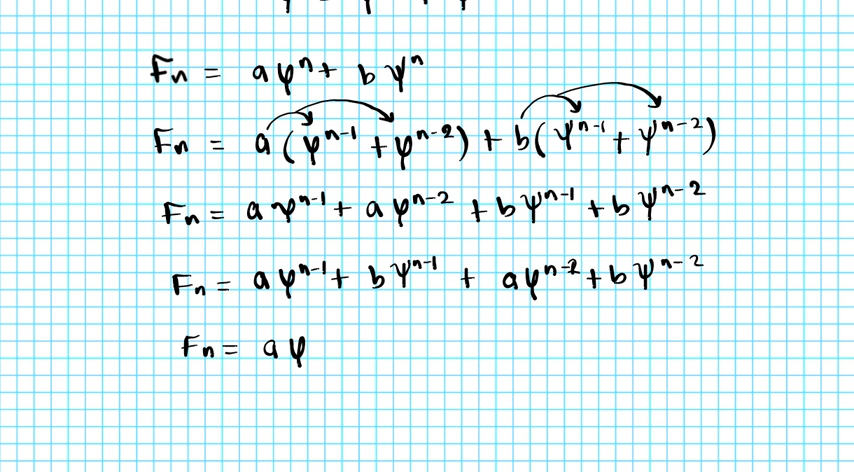 Fn = aφⁿ + bψⁿ
Fn = a(φⁿ⁻¹ + φⁿ⁻²) + b(ψⁿ⁻¹ + ψⁿ⁻²)
Fn = aφⁿ⁻¹ + aφⁿ⁻² + bψⁿ⁻¹ + bψⁿ⁻²
Fn = aφⁿ⁻¹ + bψⁿ⁻¹ + aφⁿ⁻² + bψⁿ⁻²
Fn = aφ